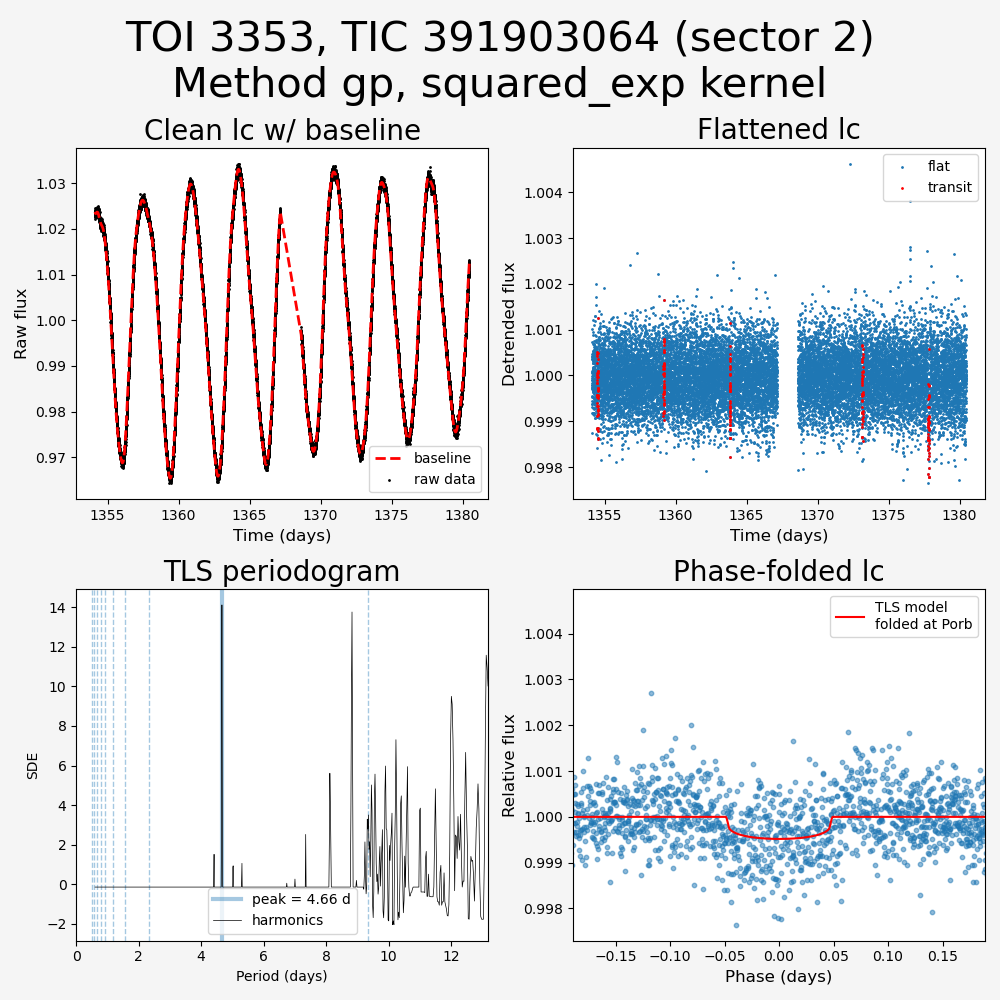 TOI 3353, TIC 391903064 (sector 2)
Method gp, squared_exp kernel
Clean lc w/ baseline
Raw flux
1.03
1.02
1.01
1.00
0.99
0.98
0.97
baseline
raw data
1355 1360 1365 1370 1375 1380
Time (days)
Flattened lc
Detrended flux
1.004
1.003
1.002
1.001
1.000
0.999
0.998
flat
transit
1355 1360 1365 1370 1375 1380
Time (days)
TLS periodogram
SDE
14
12
10
8
6
4
2
0
−2
peak = 4.66 d
harmonics
0 2 4 6 8 10 12
Period (days)
Phase-folded lc
Relative flux
1.004
1.003
1.002
1.001
1.000
0.999
0.998
TLS model
folded at Porb
−0.15 −0.10 −0.05 0.00 0.05 0.10 0.15
Phase (days)